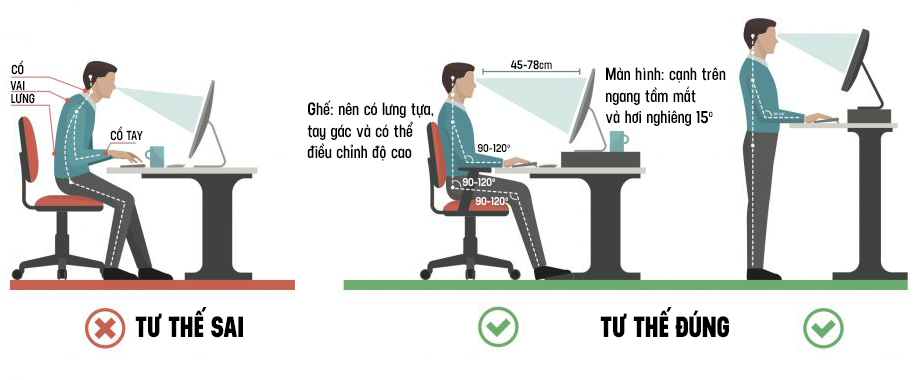 CỔ
VAI
LƯNG
CỔ TAY
TƯ THẾ SAI
Ghế: nên có lưng tựa,
tay gác và có thể
điều chỉnh độ cao
45-78cm
90-120°
90-120°
90-120°
Màn hình: cạnh trên
ngang tầm mắt
và hơi nghiêng 15°
TƯ THẾ ĐÚNG